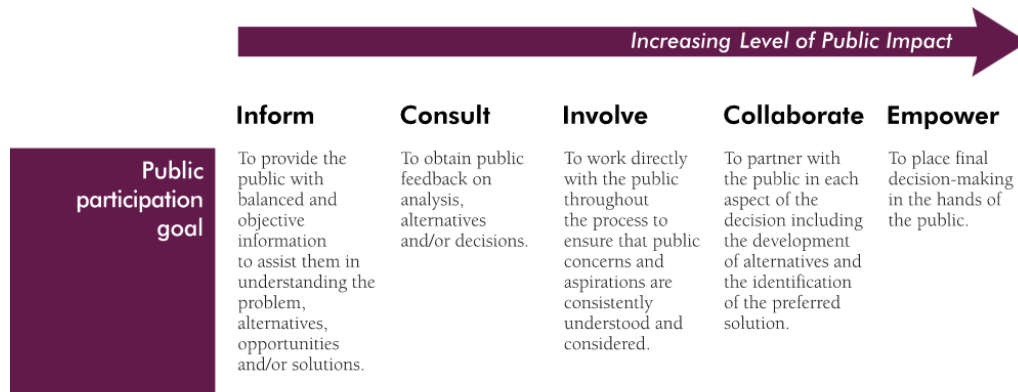 Increasing Level of Public Impact
Inform
Consult
Involve
Collaborate
Empower
Public
participation
goal
To provide the
public with
balanced and
objective
information
to assist them in
understanding the
problem,
alternatives,
opportunities
and/or solutions.
To obtain public
feedback on
analysis,
alternatives
and/or decisions.
To work directly
with the public
throughout
the process to
ensure that public
concerns and
aspirations are
consistently
understood and
considered.
To partner with
the public in each
aspect of the
decision including
the development
of alternatives and
the identification
of the preferred
solution.
To place final
decision-making
in the hands of
the public.